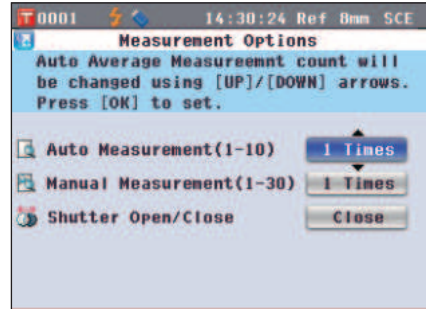 T 0001 14:30:24 Ref 8mm SCE
Measurement Options
Auto Average Measureemnt count will
be changed using [UP]/[DOWN] arrows.
Press [OK] to set.
Auto Measurement(1-10) 1 Times
Manual Measurement(1-30) 1 Times
Shutter Open/Close Close